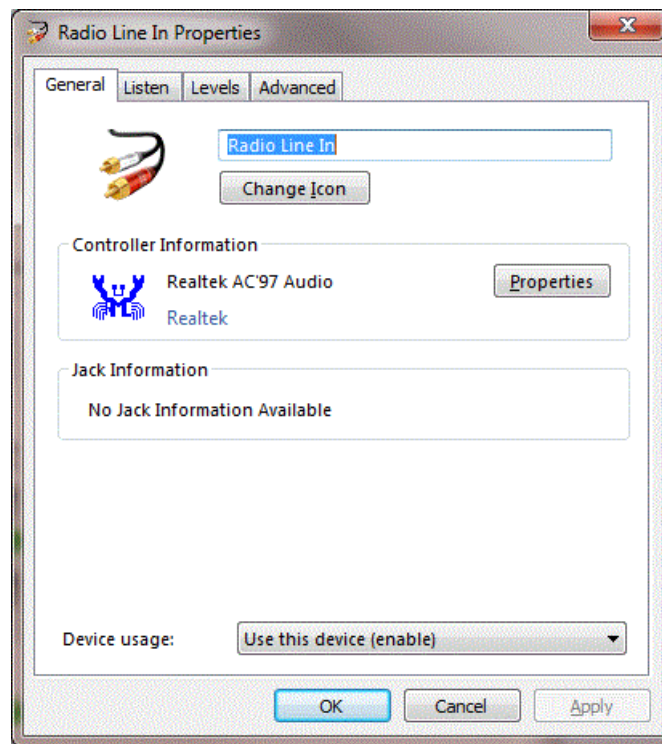 Radio Line In Properties
General Listen Levels Advanced
Radio Line In
Change Icon
Controller Information
Realtek AC'97 Audio Properties
Realtek
Jack Information
No Jack Information Available
Device usage: Use this device (enable)
OK Cancel Apply